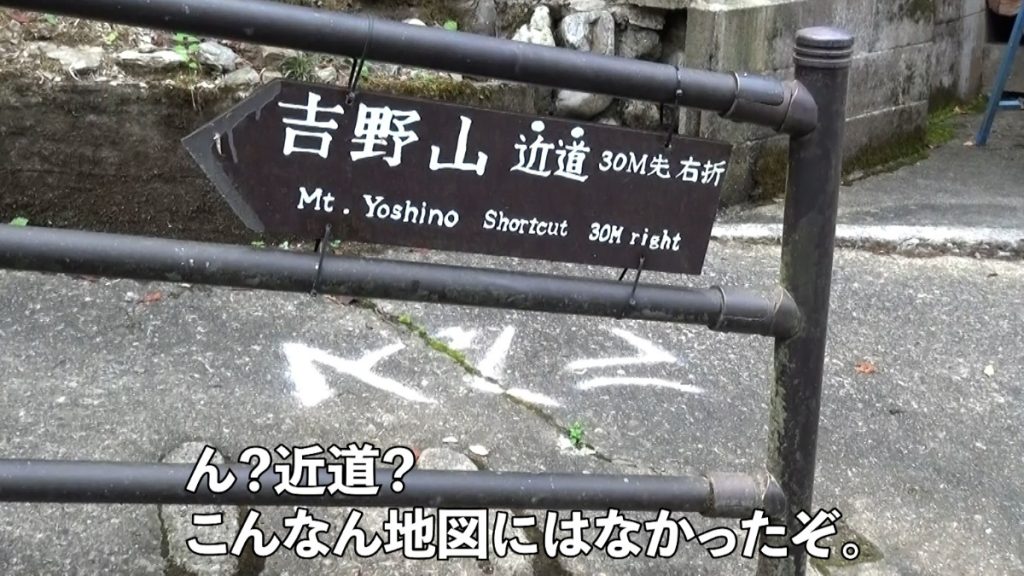 吉野山 近道 30M先 右折
Mt. Yoshino Shortcut 30M right
ん?近道?
こんなん地図にはなかったぞ。